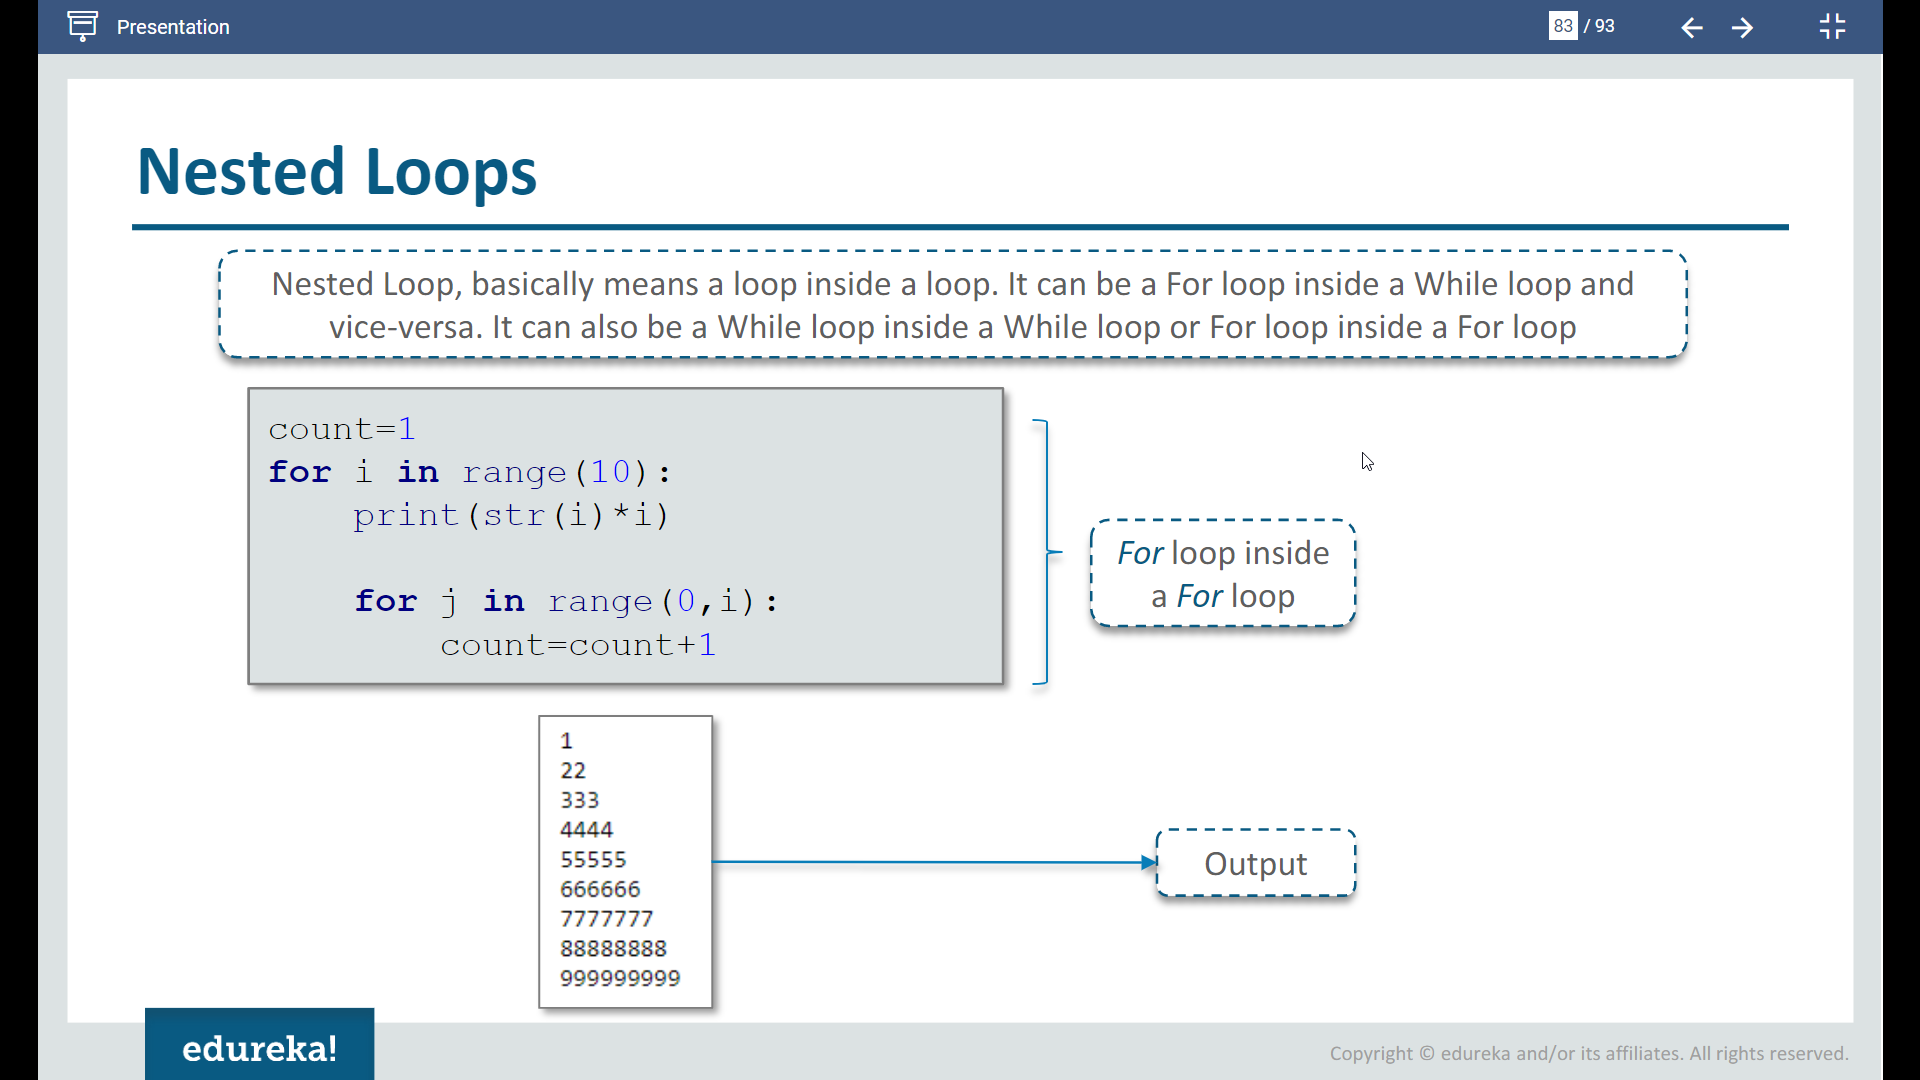 Presentation
83 / 93
Nested Loops
Nested Loop, basically means a loop inside a loop. It can be a For loop inside a While loop and
vice-versa. It can also be a While loop inside a While loop or For loop inside a For loop
count=1
for i in range(10):
    print(str(i)*i)
    for j in range(0,i):
        count=count+1
For loop inside
a For loop
1
22
333
4444
55555
666666
7777777
88888888
999999999
Output
edureka!
Copyright © edureka and/or its affiliates. All rights reserved.